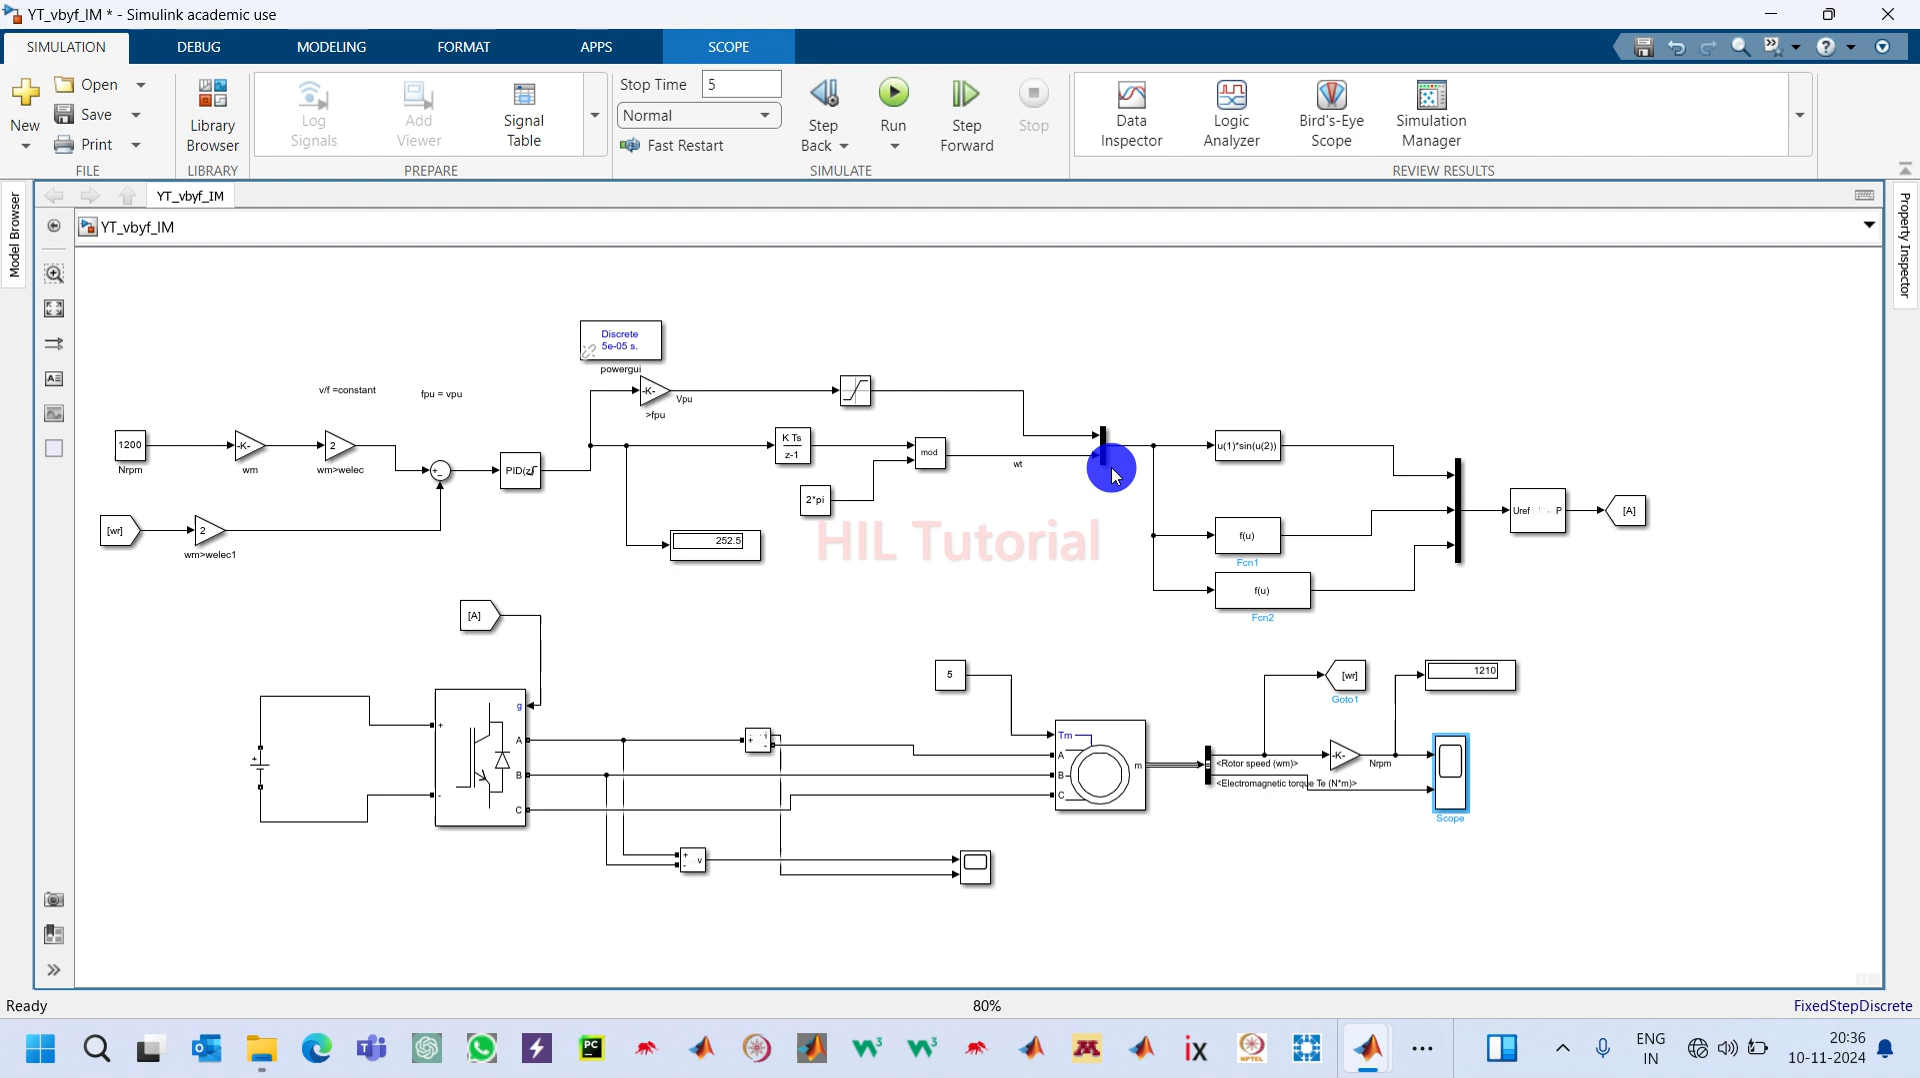 YT_vbyf_IM * - Simulink academic use
SIMULATION
DEBUG
MODELING
FORMAT
APPS
SCOPE
New
Open
Save
Print
FILE
Library
Browser
LIBRARY
Log
Signals
Add
Viewer
Signal
Table
PREPARE
Stop Time
5
Normal
Fast Restart
Step
Back
Run
Step
Forward
Stop
SIMULATE
Data
Inspector
Logic
Analyzer
Bird's-Eye
Scope
Simulation
Manager
REVIEW RESULTS
Model Browser
Property Inspector
YT_vbyf_IM
YT_vbyf_IM
Discrete
5e-05 s.
powergui
v/f =constant
fpu = vpu
-K-
Vpu
>fpu
1200
Nrpm
-K-
wm
2
wm>welec
PID(z)
K Ts
z-1
mod
wt
2*pi
252.5
[wr]
2
wm>welec1
HIL Tutorial
u(1)*sin(u(2))
f(u)
Fcn1
f(u)
Fcn2
Uref
P
[A]
[A]
g
A
B
C
+
-
i
v
5
Tm
A
B
C
m
<Rotor speed (wm)>
<Electromagnetic torque Te (N*m)>
[wr]
Goto1
-K-
Nrpm
1210
Scope
Ready
80%
FixedStepDiscrete
ENG
IN
20:36
10-11-2024